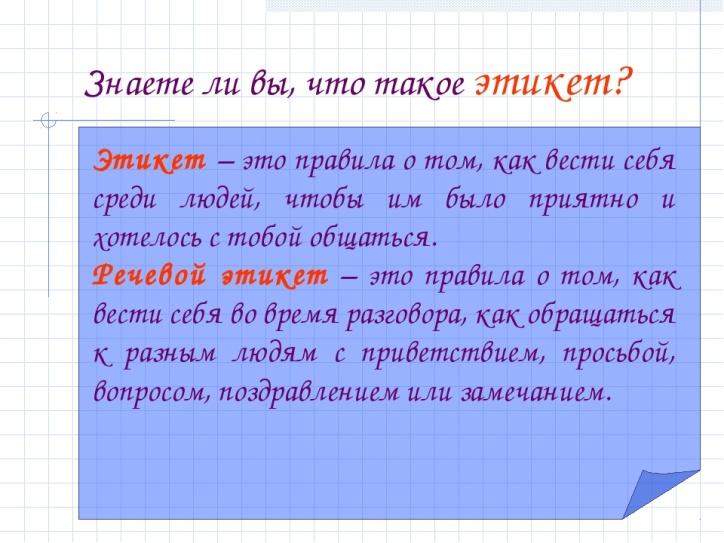 Знаете ли вы, что такое этикет?
Этикет – это правила о том, как вести себя
среди людей, чтобы им было приятно и
хотелось с тобой общаться.
Речевой этикет – это правила о том, как
вести себя во время разговора, как обращаться
к разным людям с приветствием, просьбой,
вопросом, поздравлением или замечанием.